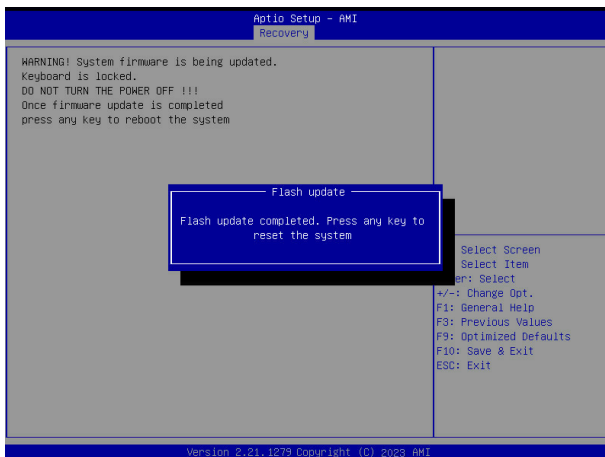 Aptio Setup - AMI
Recovery
WARNING! System firmware is being updated.
Keyboard is locked.
DO NOT TURN THE POWER OFF !!!
Once firmware update is completed
press any key to reboot the system
Flash update
Flash update completed. Press any key to
reset the system
Select Screen
Select Item
er: Select
+/-: Change Opt.
F1: General Help
F3: Previous Values
F9: Optimized Defaults
F10: Save & Exit
ESC: Exit
Version 2.21.1279 Copyright (C) 2023 AMI